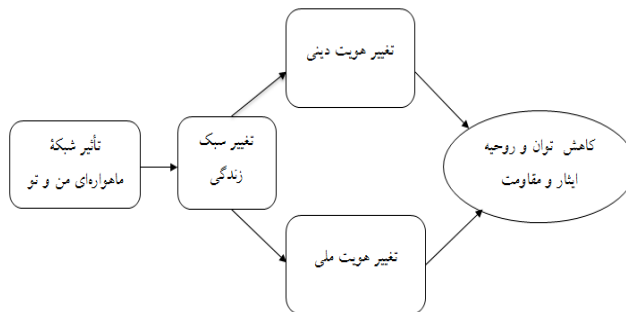 تغییر هویت دینی
تأثیر شبکۀ
ماهواره‌ای من و تو
تغییر سبک
زندگی
کاهش توان و روحیه
ایثار و مقاومت
تغییر هویت ملی